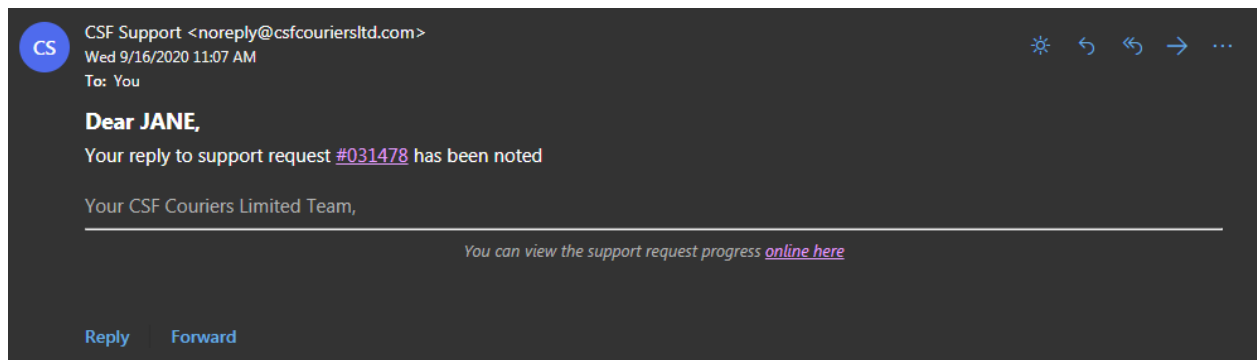 CS
CSF Support <noreply@csfcouriersltd.com>
Wed 9/16/2020 11:07 AM
To: You
Dear JANE,
Your reply to support request #031478 has been noted
Your CSF Couriers Limited Team,
You can view the support request progress online here
Reply Forward